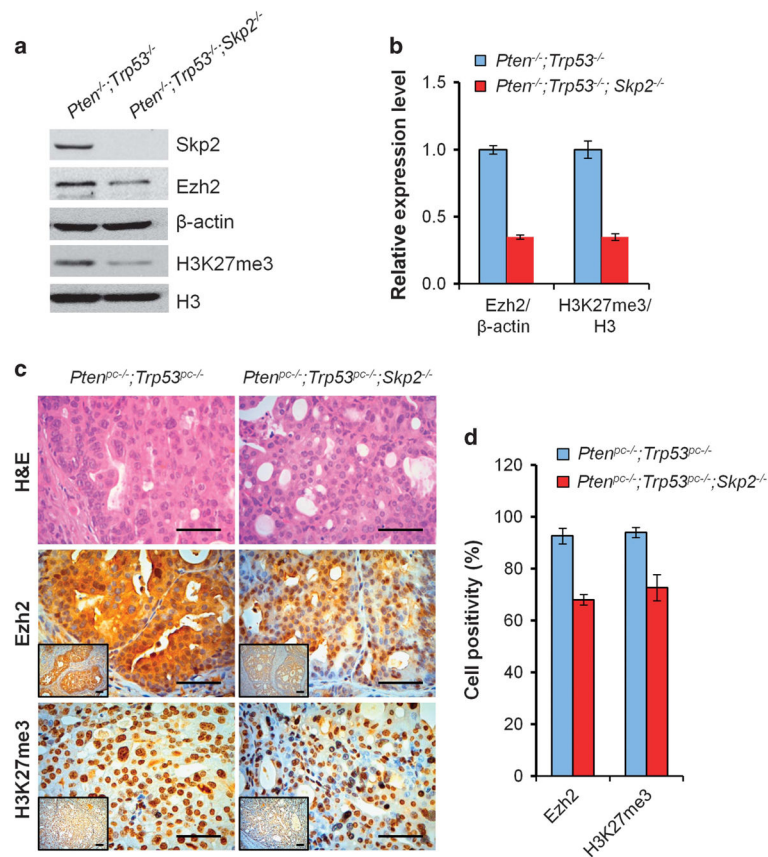 a
Pten⁻/⁻;Trp53⁻/⁻
Pten⁻/⁻;Trp53⁻/⁻;Skp2⁻/⁻
Skp2
Ezh2
β-actin
H3K27me3
H3
b
Pten⁻/⁻;Trp53⁻/⁻
Pten⁻/⁻;Trp53⁻/⁻; Skp2⁻/⁻
Relative expression level
1.5
1.0
0.5
0.0
Ezh2/
β-actin
H3K27me3/
H3
c
Ptenᵖᶜ⁻/⁻;Trp53ᵖᶜ⁻/⁻
Ptenᵖᶜ⁻/⁻;Trp53ᵖᶜ⁻/⁻;Skp2⁻/⁻
H&E
Ezh2
H3K27me3
d
Ptenᵖᶜ⁻/⁻;Trp53ᵖᶜ⁻/⁻
Ptenᵖᶜ⁻/⁻;Trp53ᵖᶜ⁻/⁻;Skp2⁻/⁻
Cell positivity (%)
120
100
80
60
40
20
0
Ezh2
H3K27me3